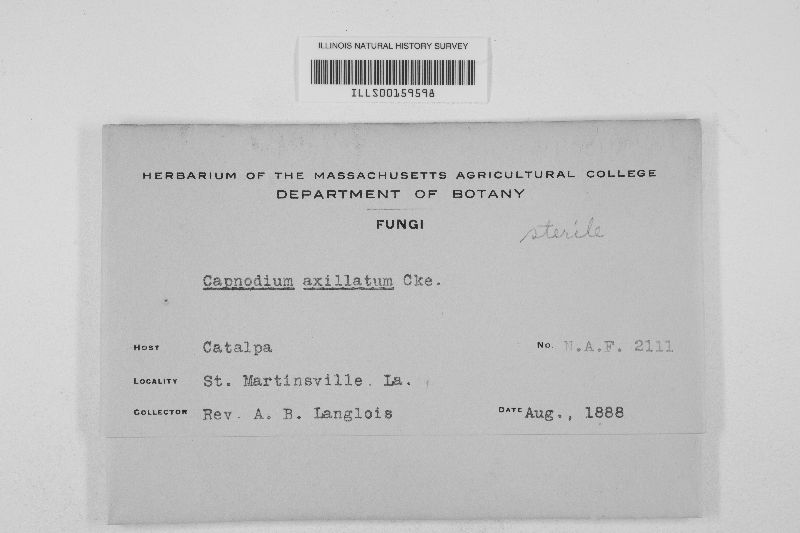 ILLINOIS NATURAL HISTORY SURVEY
ILLS00159598
HERBARIUM OF THE MASSACHUSETTS AGRICULTURAL COLLEGE
DEPARTMENT OF BOTANY
FUNGI
sterile
Capnodium axillatum Cke.
HOST Catalpa No. N.A.F. 2111
LOCALITY St. Martinsville. La.
COLLECTOR Rev. A. B. Langlois DATE Aug., 1888